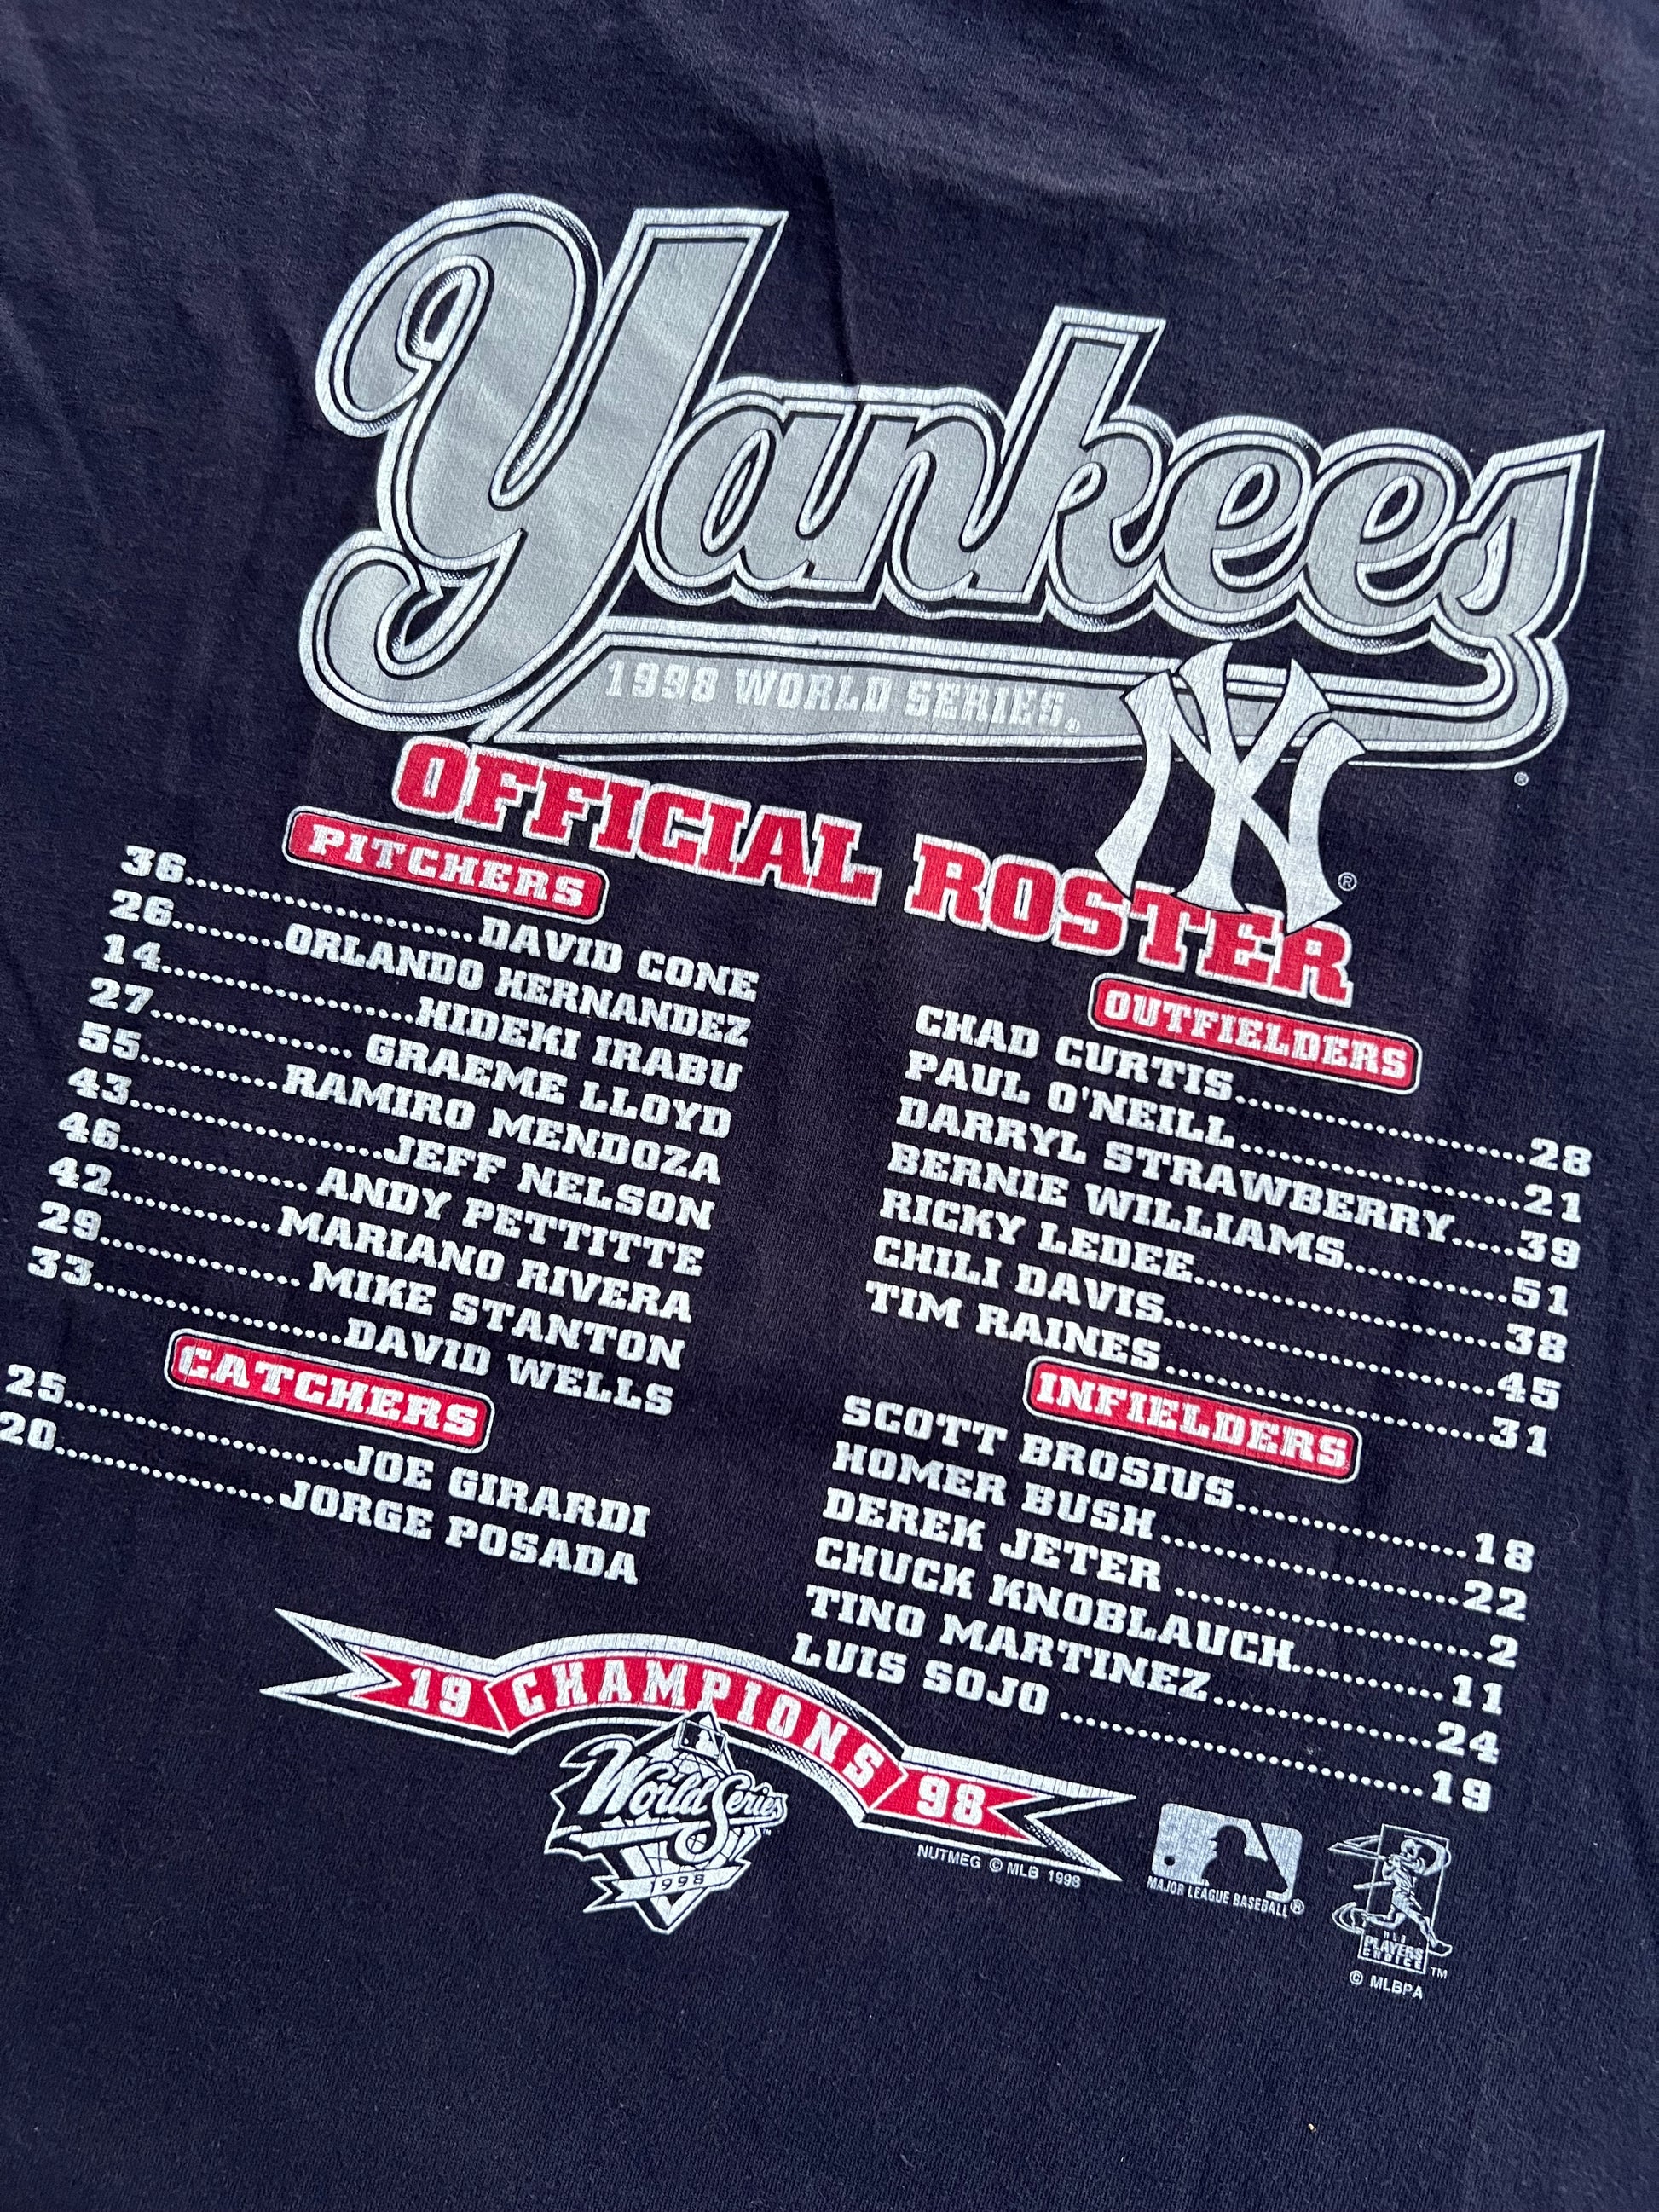 Yankees
®
1998 WORLD SERIES®
NY
®
OFFICIAL ROSTER
PITCHERS
36..............................DAVID CONE
26...........ORLANDO HERNANDEZ
14..........................HIDEKI IRABU
27..................... GRAEME LLOYD
55..............RAMIRO MENDOZA
43..........................JEFF NELSON
46.................... ANDY PETTITTE
42................MARIANO RIVERA
29..................... MIKE STANTON
33..........................DAVID WELLS
CATCHERS
25............................JOE GIRARDI
20.......................JORGE POSADA
OUTFIELDERS
CHAD CURTIS..............................28
PAUL O'NEILL............................21
DARRYL STRAWBERRY.....39
BERNIE WILLIAMS................51
RICKY LEDEE..............................38
CHILI DAVIS................................45
TIM RAINES................................31
INFIELDERS
SCOTT BROSIUS.......................18
HOMER BUSH.............................22
DEREK JETER ............................2
CHUCK KNOBLAUCH..............11
TINO MARTINEZ.....................24
LUIS SOJO ...................................19
19 CHAMPIONS 98
World Series
™
1998
NUTMEG © MLB 1998
MAJOR LEAGUE BASEBALL®
MLB
PLAYERS
CHOICE
™
© MLBPA